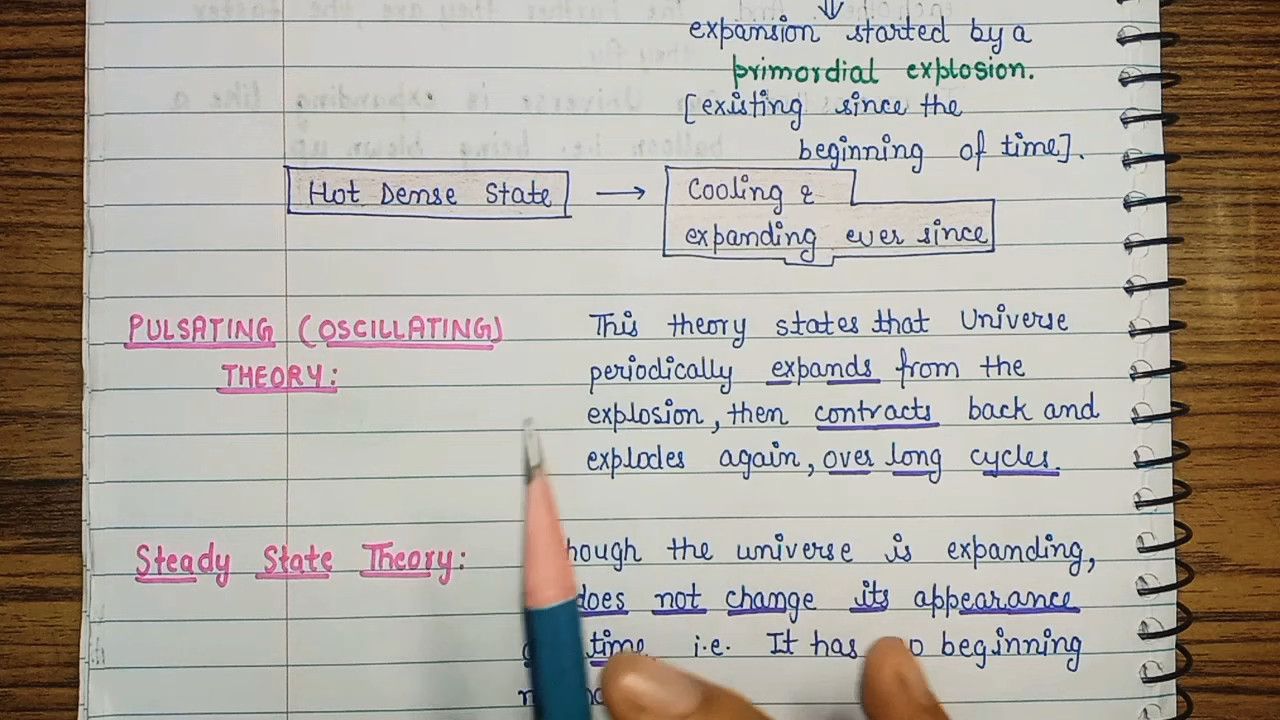 expansion started by a
primordial explosion.
[existing since the
beginning of time].
Hot Dense State → Cooling &
expanding ever since
PULSATING (OSCILLATING)
THEORY:
This theory states that Universe
periodically expands from the
explosion, then contracts back and
explodes again, over long cycles.
Steady State Theory:
the universe is expanding,
does not change its appearance
time i.e. It has beginning